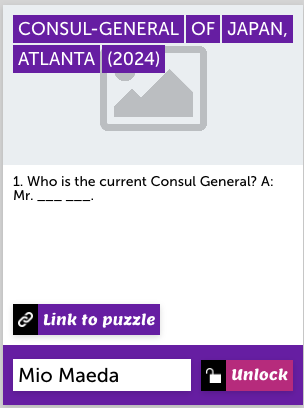 CONSUL-GENERAL OF JAPAN,
ATLANTA (2024)
1. Who is the current Consul General? A:
Mr. ___ ___.
Link to puzzle
Mio Maeda
Unlock